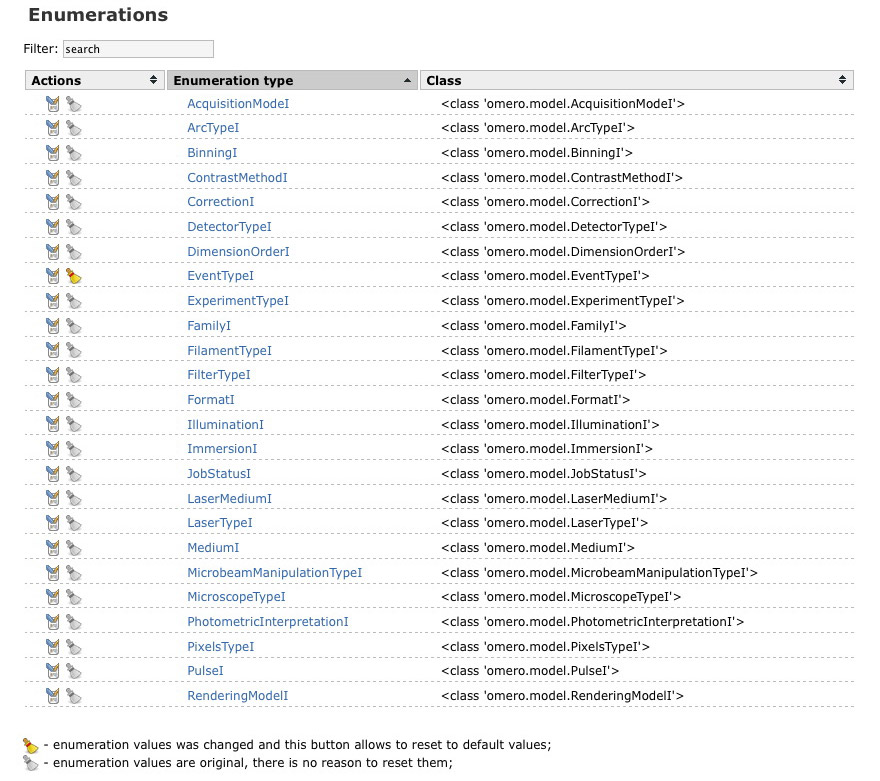 Enumerations
Filter: search
Actions Enumeration type Class
AcquisitionModeI <class 'omero.model.AcquisitionModeI'>
ArcTypeI <class 'omero.model.ArcTypeI'>
BinningI <class 'omero.model.BinningI'>
ContrastMethodI <class 'omero.model.ContrastMethodI'>
CorrectionI <class 'omero.model.CorrectionI'>
DetectorTypeI <class 'omero.model.DetectorTypeI'>
DimensionOrderI <class 'omero.model.DimensionOrderI'>
EventTypeI <class 'omero.model.EventTypeI'>
ExperimentTypeI <class 'omero.model.ExperimentTypeI'>
FamilyI <class 'omero.model.FamilyI'>
FilamentTypeI <class 'omero.model.FilamentTypeI'>
FilterTypeI <class 'omero.model.FilterTypeI'>
FormatI <class 'omero.model.FormatI'>
IlluminationI <class 'omero.model.IlluminationI'>
ImmersionI <class 'omero.model.ImmersionI'>
JobStatusI <class 'omero.model.JobStatusI'>
LaserMediumI <class 'omero.model.LaserMediumI'>
LaserTypeI <class 'omero.model.LaserTypeI'>
MediumI <class 'omero.model.MediumI'>
MicrobeamManipulationTypeI <class 'omero.model.MicrobeamManipulationTypeI'>
MicroscopeTypeI <class 'omero.model.MicroscopeTypeI'>
PhotometricInterpretationI <class 'omero.model.PhotometricInterpretationI'>
PixelsTypeI <class 'omero.model.PixelsTypeI'>
PulseI <class 'omero.model.PulseI'>
RenderingModelI <class 'omero.model.RenderingModelI'>
- enumeration values was changed and this button allows to reset to default values;
- enumeration values are original, there is no reason to reset them;